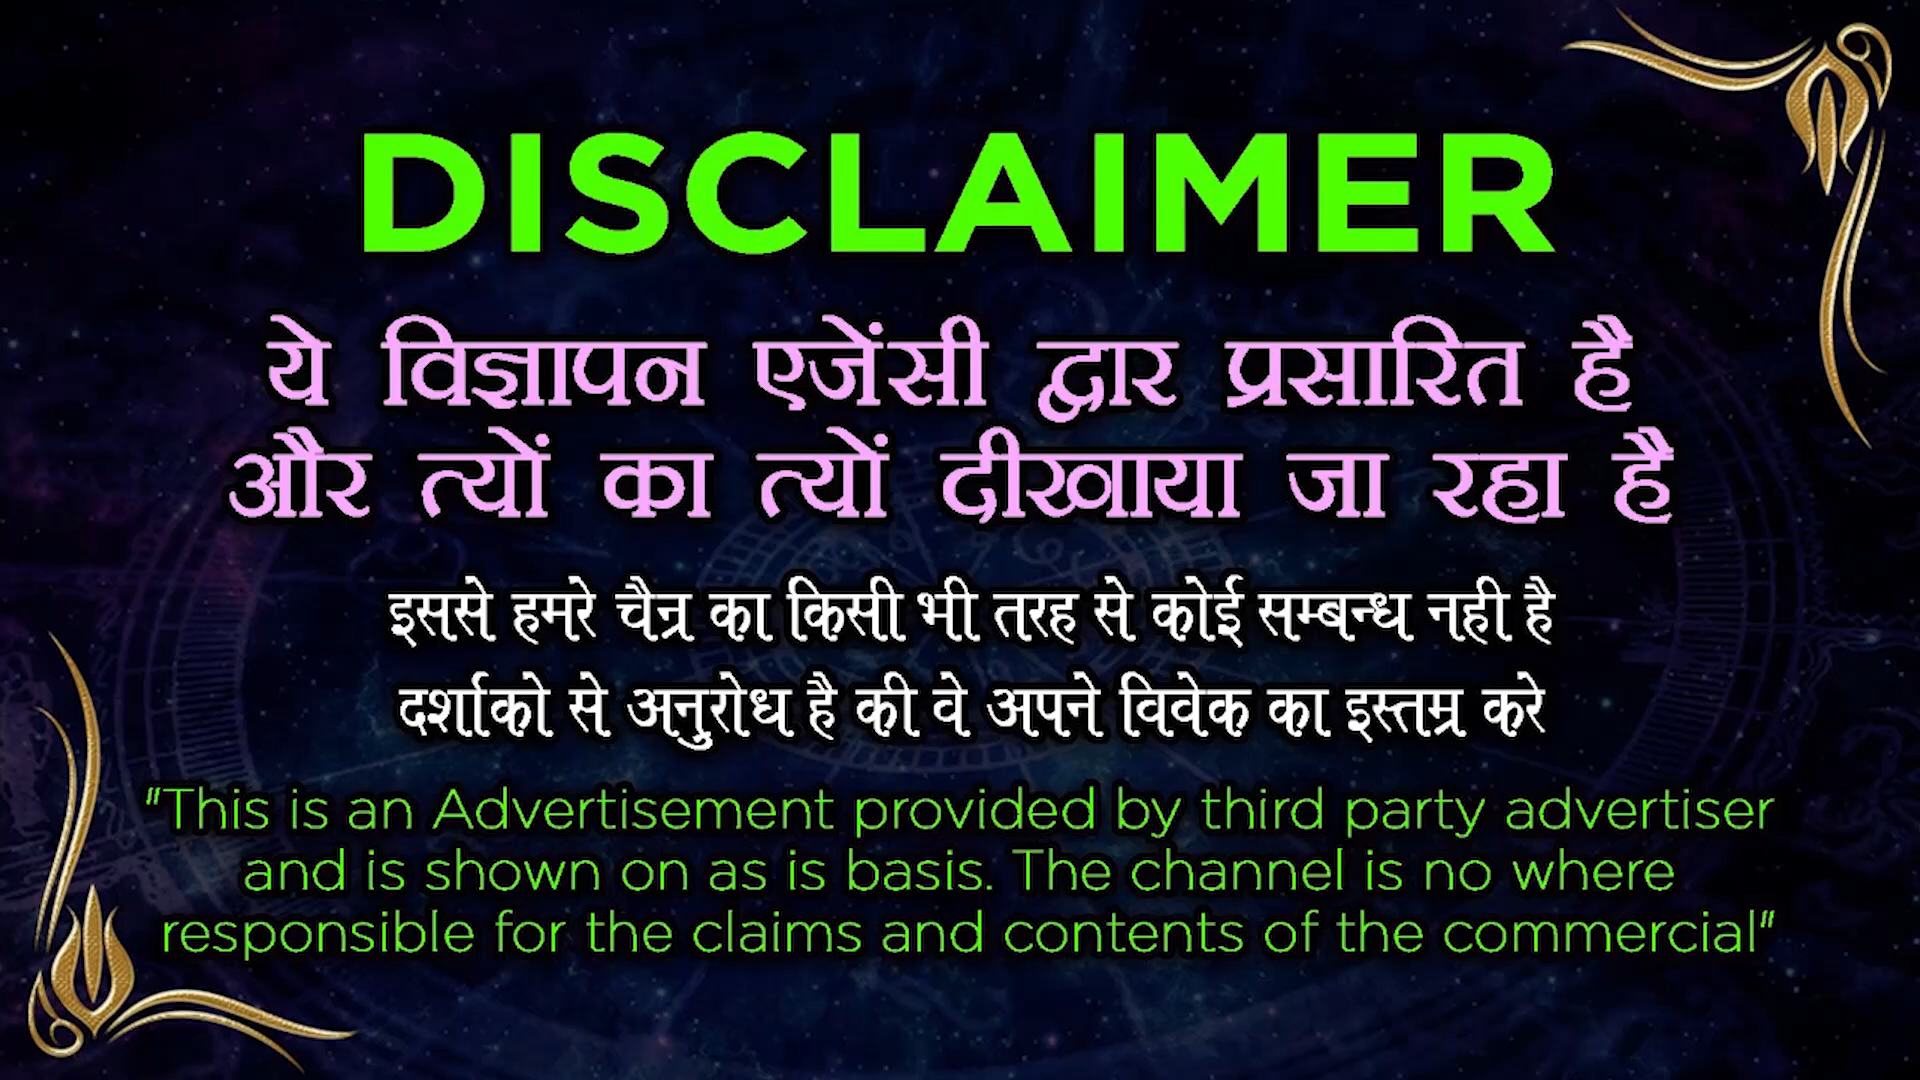 DISCLAIMER
ये विज्ञापन एजेंसी द्वार प्रसारित है
और त्यों का त्यों दीखाया जा रहा है
इससे हमरे चैन्र का किसी भी तरह से कोई सम्बन्ध नही है
दर्शाको से अनुरोध है की वे अपने विवेक का इस्तम्र करे
"This is an Advertisement provided by third party advertiser
and is shown on as is basis. The channel is no where
responsible for the claims and contents of the commercial"